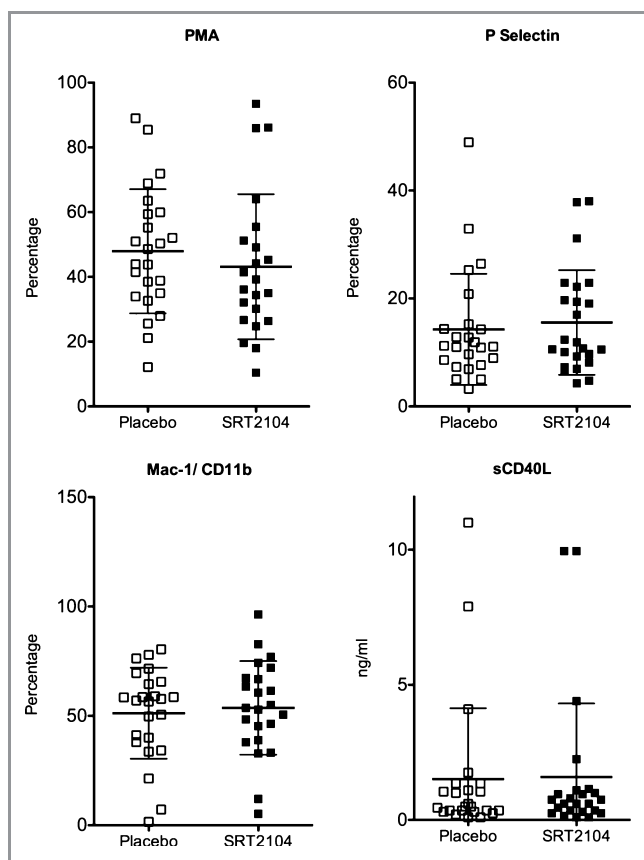 PMA
100
80
60
40
20
0
Percentage
Placebo
SRT2104
P Selectin
60
40
20
0
Percentage
Placebo
SRT2104
Mac-1/ CD11b
150
100
50
0
Percentage
Placebo
SRT2104
sCD40L
10
5
0
ng/ml
Placebo
SRT2104